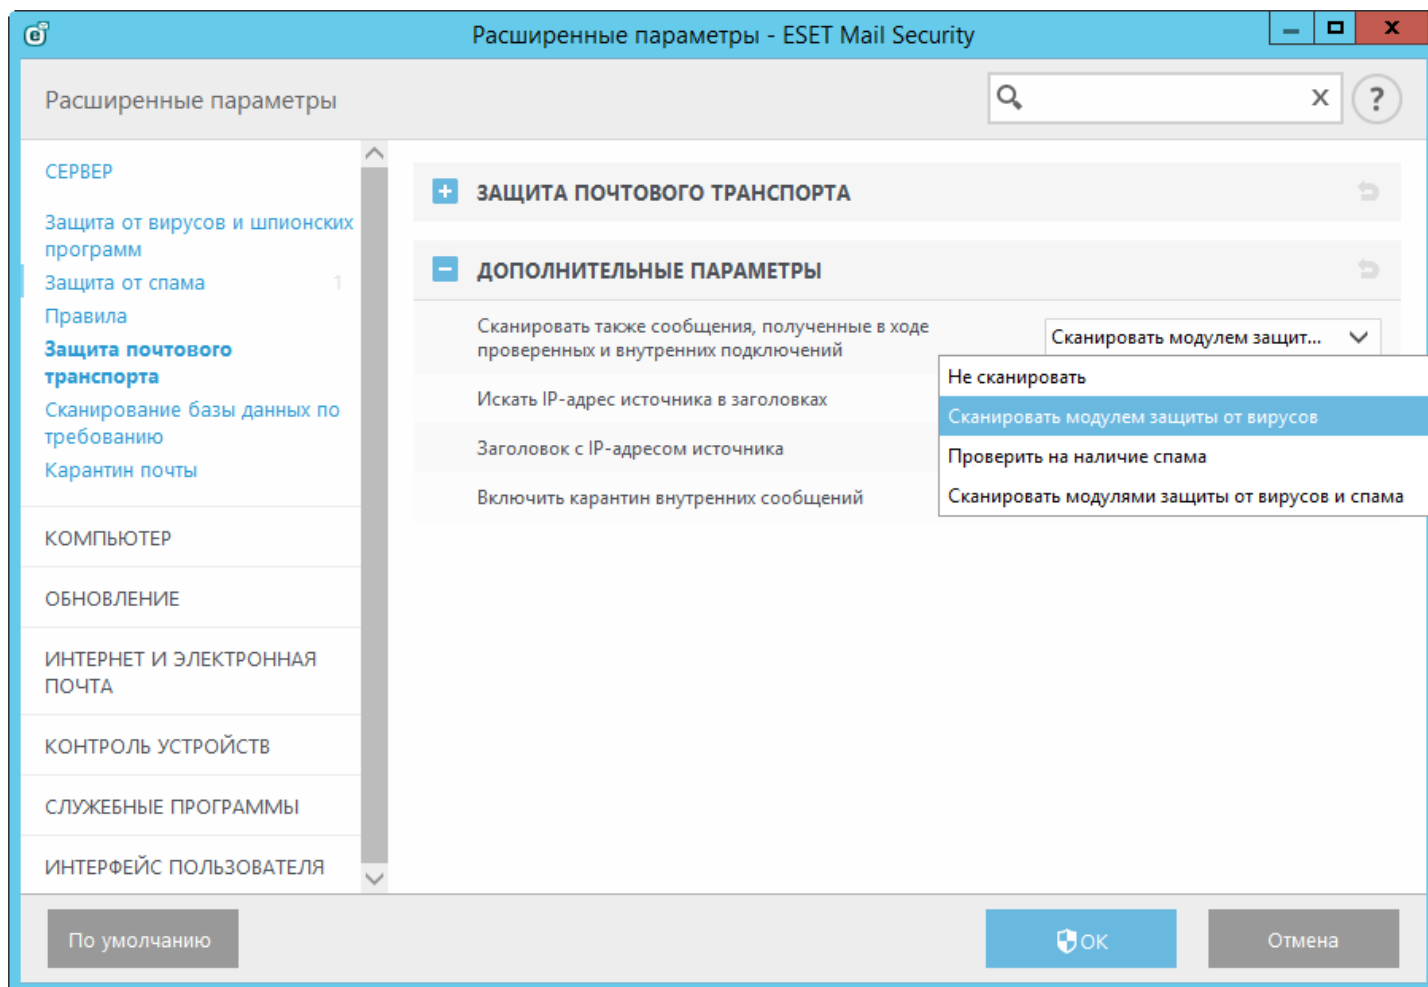 Расширенные параметры - ESET Mail Security
Расширенные параметры
x
?
СЕРВЕР
Защита от вирусов и шпионских
программ
Защита от спама 1
Правила
Защита почтового
транспорта
Сканирование базы данных по
требованию
Карантин почты
КОМПЬЮТЕР
ОБНОВЛЕНИЕ
ИНТЕРНЕТ И ЭЛЕКТРОННАЯ
ПОЧТА
КОНТРОЛЬ УСТРОЙСТВ
СЛУЖЕБНЫЕ ПРОГРАММЫ
ИНТЕРФЕЙС ПОЛЬЗОВАТЕЛЯ
ЗАЩИТА ПОЧТОВОГО ТРАНСПОРТА
ДОПОЛНИТЕЛЬНЫЕ ПАРАМЕТРЫ
Сканировать также сообщения, полученные в ходе
проверенных и внутренних подключений
Сканировать модулем защит...
Не сканировать
Сканировать модулем защиты от вирусов
Проверить на наличие спама
Сканировать модулями защиты от вирусов и спама
Искать IP-адрес источника в заголовках
Заголовок с IP-адресом источника
Включить карантин внутренних сообщений
По умолчанию
ОК
Отмена